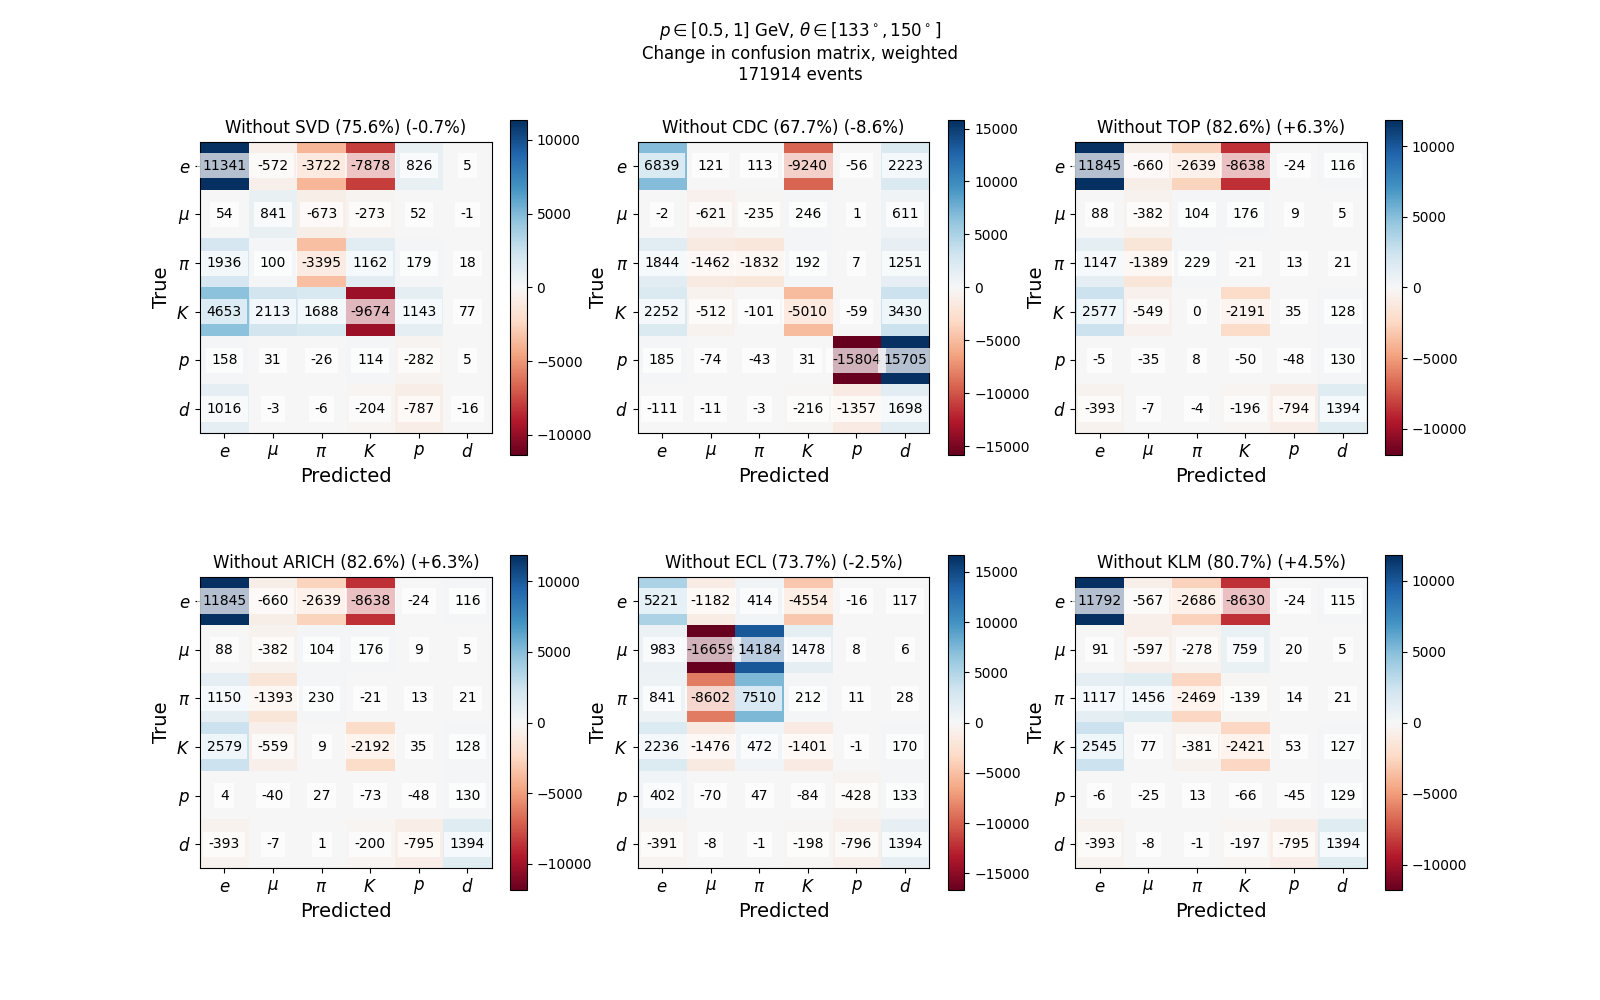 p ∈ [0.5, 1] GeV, θ ∈ [133°, 150°]
Change in confusion matrix, weighted
171914 events
Without SVD (75.6%) (-0.7%)
e 11341 -572 -3722 -7878 826 5
μ 54 841 -673 -273 52 -1
π 1936 100 -3395 1162 179 18
K 4653 2113 1688 -9674 1143 77
p 158 31 -26 114 -282 5
d 1016 -3 -6 -204 -787 -16
e μ π K p d
Predicted
True
10000
5000
0
−5000
−10000
Without CDC (67.7%) (-8.6%)
e 6839 121 113 -9240 -56 2223
μ -2 -621 -235 246 1 611
π 1844 -1462 -1832 192 7 1251
K 2252 -512 -101 -5010 -59 3430
p 185 -74 -43 31 -15804 15705
d -111 -11 -3 -216 -1357 1698
e μ π K p d
Predicted
True
15000
10000
5000
0
−5000
−10000
−15000
Without TOP (82.6%) (+6.3%)
e 11845 -660 -2639 -8638 -24 116
μ 88 -382 104 176 9 5
π 1147 -1389 229 -21 13 21
K 2577 -549 0 -2191 35 128
p -5 -35 8 -50 -48 130
d -393 -7 -4 -196 -794 1394
e μ π K p d
Predicted
True
10000
5000
0
−5000
−10000
Without ARICH (82.6%) (+6.3%)
e 11845 -660 -2639 -8638 -24 116
μ 88 -382 104 176 9 5
π 1150 -1393 230 -21 13 21
K 2579 -559 9 -2192 35 128
p 4 -40 27 -73 -48 130
d -393 -7 1 -200 -795 1394
e μ π K p d
Predicted
True
10000
5000
0
−5000
−10000
Without ECL (73.7%) (-2.5%)
e 5221 -1182 414 -4554 -16 117
μ 983 -16659 14184 1478 8 6
π 841 -8602 7510 212 11 28
K 2236 -1476 472 -1401 -1 170
p 402 -70 47 -84 -428 133
d -391 -8 -1 -198 -796 1394
e μ π K p d
Predicted
True
15000
10000
5000
0
−5000
−10000
−15000
Without KLM (80.7%) (+4.5%)
e 11792 -567 -2686 -8630 -24 115
μ 91 -597 -278 759 20 5
π 1117 1456 -2469 -139 14 21
K 2545 77 -381 -2421 53 127
p -6 -25 13 -66 -45 129
d -393 -8 -1 -197 -795 1394
e μ π K p d
Predicted
True
10000
5000
0
−5000
−10000